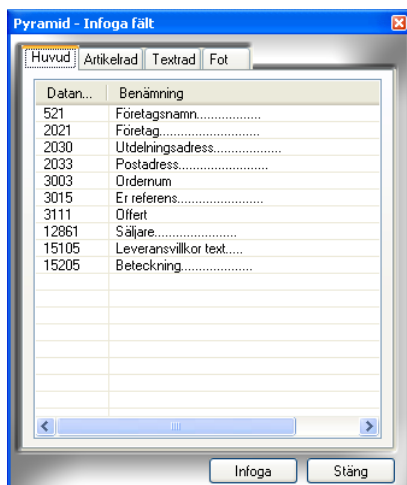 Pyramid - Infoga fält
Huvud Artikelrad Textrad Fot
Datan... Benämning
521 Företagsnamn..................
2021 Företag............................
2030 Utdelningsadress...................
2033 Postadress.........................
3003 Ordernum
3015 Er referens........................
3111 Offert
12861 Säljare.......................
15105 Leveransvillkor text.....
15205 Beteckning....................
Infoga Stäng